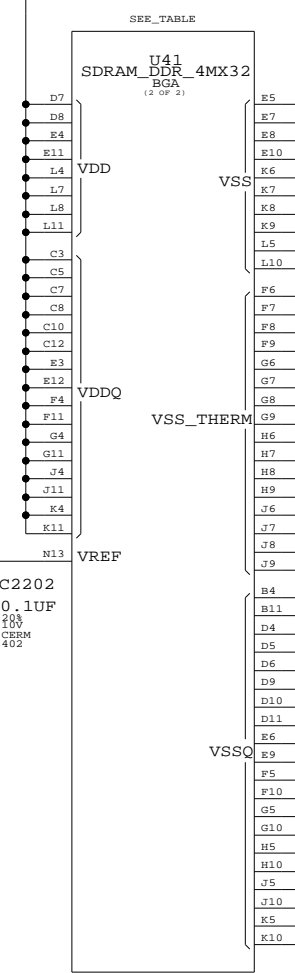 SEE_TABLE
U41
SDRAM_DDR_4MX32
BGA
(2 OF 2)
D7
D8
E4
E11
L4
L7
L8
L11
VDD
C3
C5
C7
C8
C10
C12
E3
E12
F4
F11
G4
G11
J4
J11
K4
K11
VDDQ
N13
VREF
C2202
0.1UF
20%
10V
CERM
402
E5
E7
E8
E10
K6
K7
K8
K9
L5
L10
VSS
F6
F7
F8
F9
G6
G7
G8
G9
H6
H7
H8
H9
J6
J7
J8
J9
VSS_THERM
B4
B11
D4
D5
D6
D9
D10
D11
E6
E9
F5
F10
G5
G10
H5
H10
J5
J10
K5
K10
VSSQ